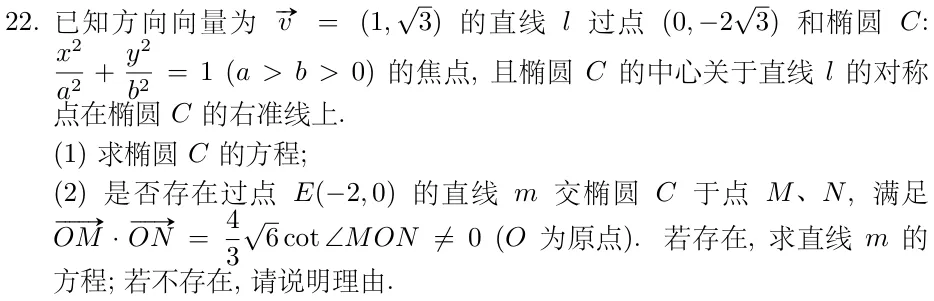 22. 已知方向向量为 $\overrightarrow{v} = (1, \sqrt{3})$ 的直线 $l$ 过点 $(0, -2\sqrt{3})$ 和椭圆 $C$:
$\dfrac{x^2}{a^2} + \dfrac{y^2}{b^2} = 1\ (a > b > 0)$ 的焦点, 且椭圆 $C$ 的中心关于直线 $l$ 的对称
点在椭圆 $C$ 的右准线上.
(1) 求椭圆 $C$ 的方程;
(2) 是否存在过点 $E(-2, 0)$ 的直线 $m$ 交椭圆 $C$ 于点 $M$、$N$, 满足
$\overrightarrow{OM} \cdot \overrightarrow{ON} = \dfrac{4}{3}\sqrt{6}\cot\angle MON \neq 0$ ($O$ 为原点). 若存在, 求直线 $m$ 的
方程; 若不存在, 请说明理由.